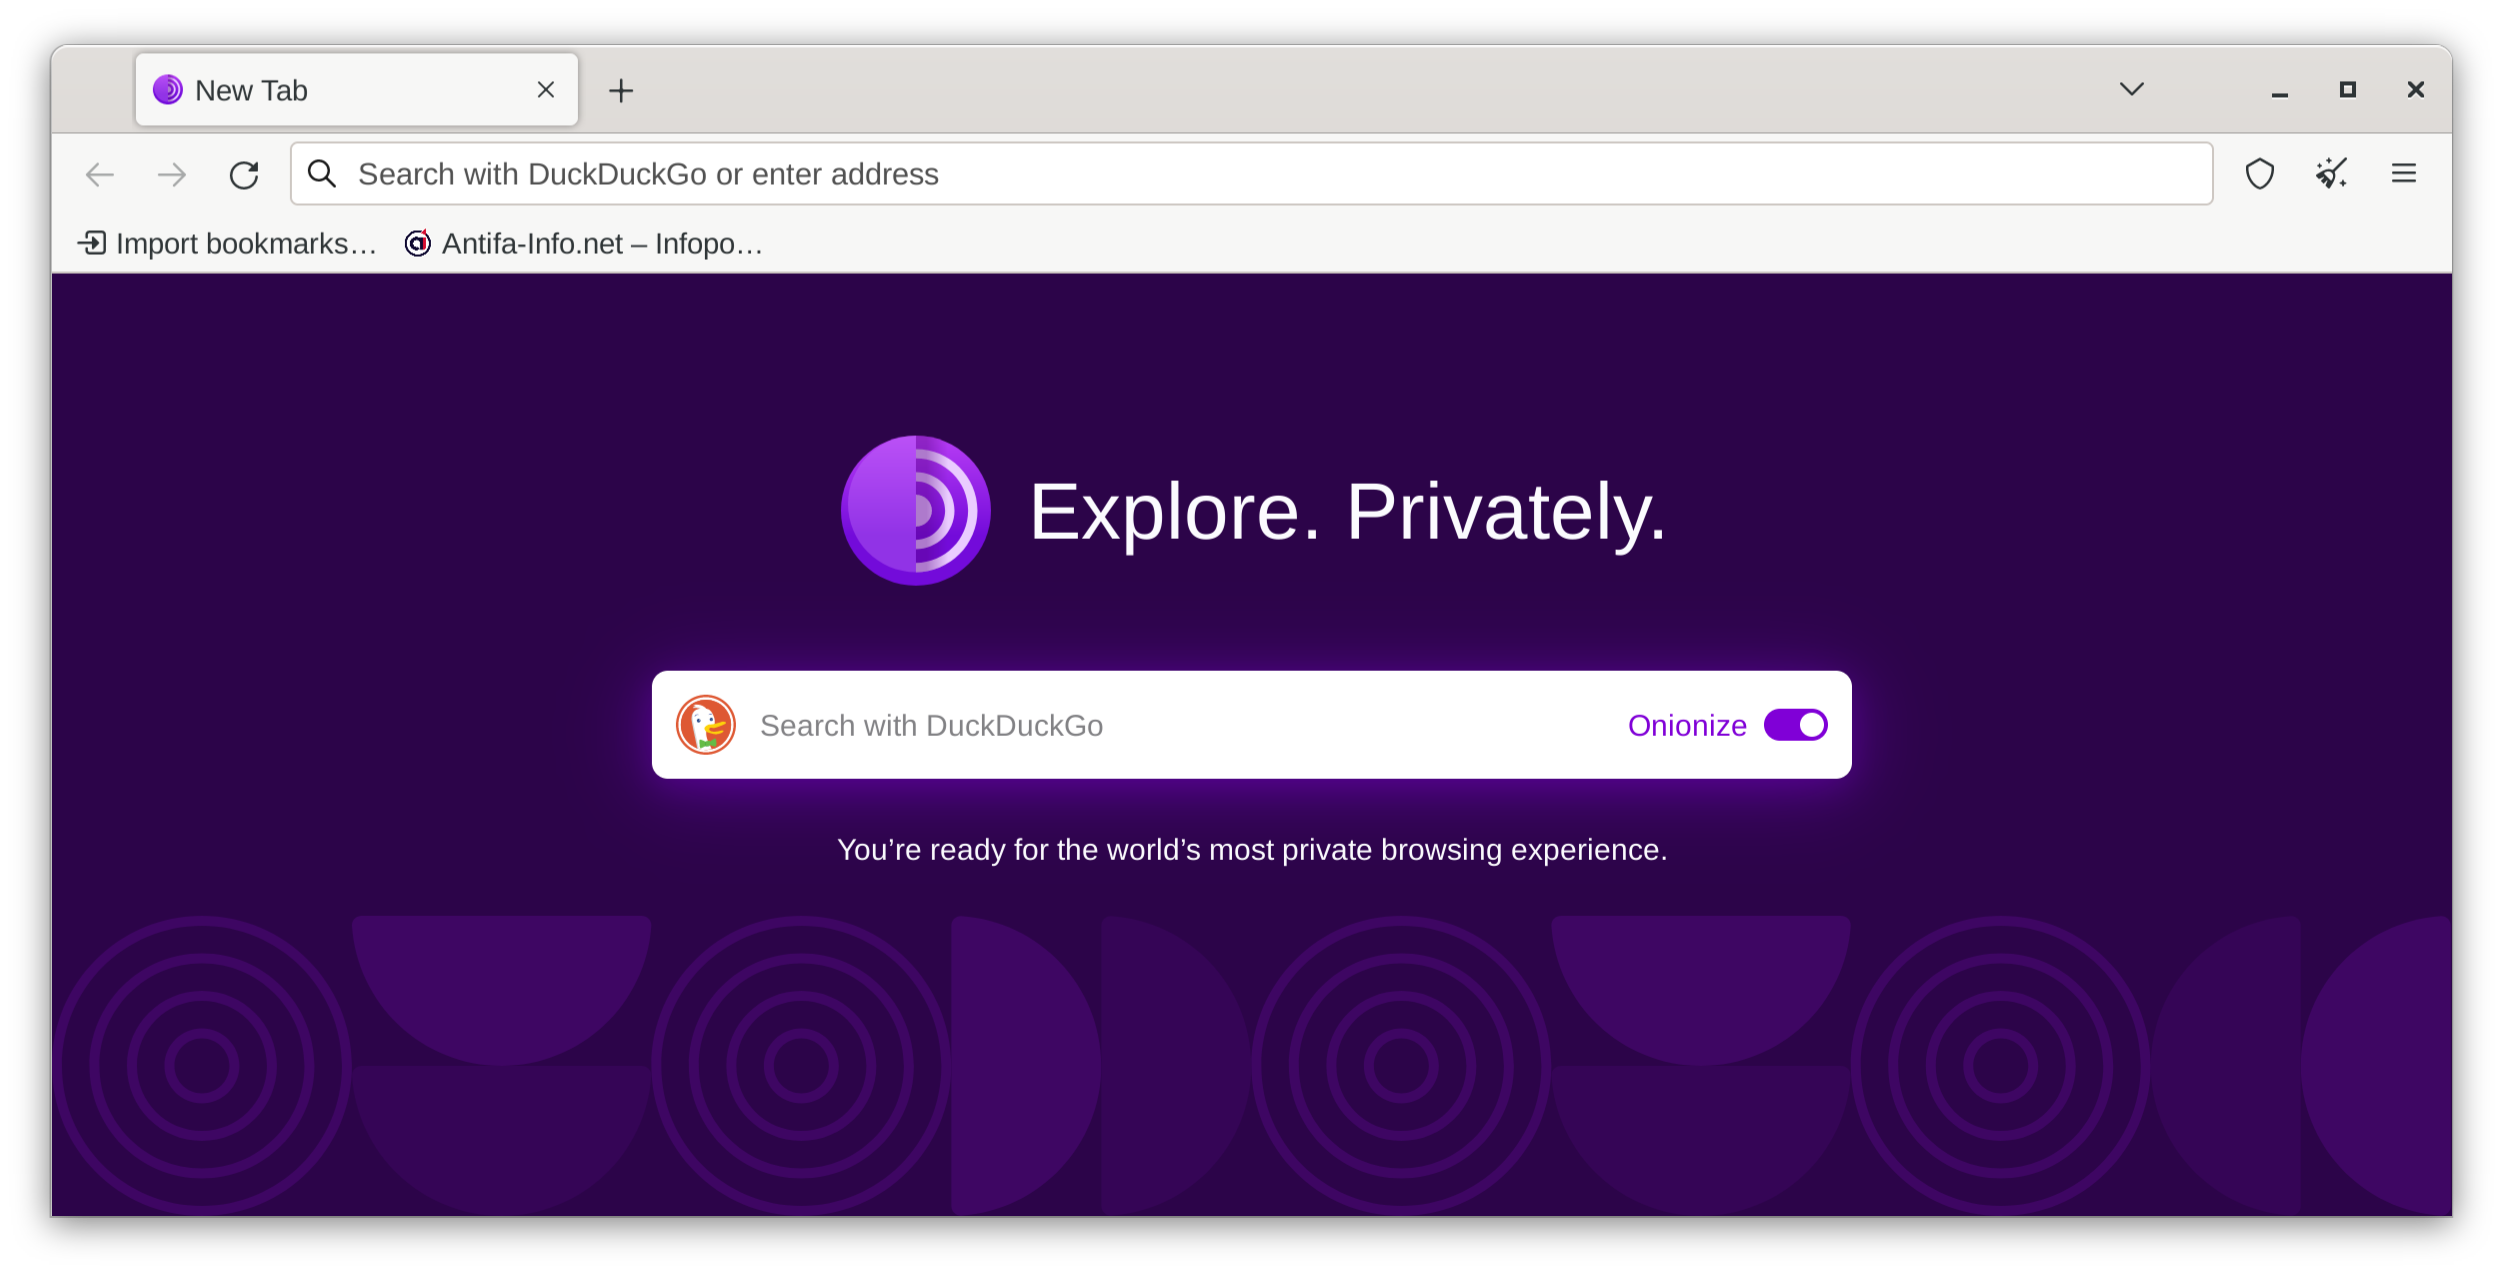 New Tab
Search with DuckDuckGo or enter address
Import bookmarks… Antifa-Info.net – Infopo…
Explore. Privately.
Search with DuckDuckGo Onionize
You’re ready for the world’s most private browsing experience.